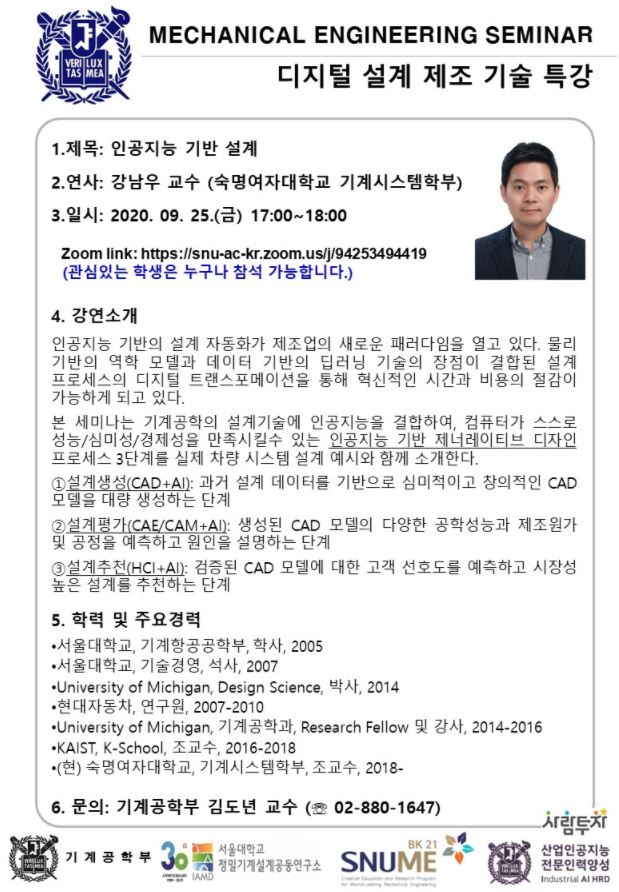 VERI LUX
TAS MEA
MECHANICAL ENGINEERING SEMINAR
디지털 설계 제조 기술 특강
1.제목: 인공지능 기반 설계
2.연사: 강남우 교수 (숙명여자대학교 기계시스템학부)
3.일시: 2020. 09. 25.(금) 17:00~18:00
Zoom link: https://snu-ac-kr.zoom.us/j/94253494419
(관심있는 학생은 누구나 참석 가능합니다.)
4. 강연소개
인공지능 기반의 설계 자동화가 제조업의 새로운 패러다임을 열고 있다. 물리
기반의 역학 모델과 데이터 기반의 딥러닝 기술의 장점이 결합된 설계
프로세스의 디지털 트랜스포메이션을 통해 혁신적인 시간과 비용의 절감이
가능하게 되고 있다.
본 세미나는 기계공학의 설계기술에 인공지능을 결합하여, 컴퓨터가 스스로
성능/심미성/경제성을 만족시킬수 있는 인공지능 기반 제너레이티브 디자인
프로세스 3단계를 실제 차량 시스템 설계 예시와 함께 소개한다.
①설계생성(CAD+AI): 과거 설계 데이터를 기반으로 심미적이고 창의적인 CAD
모델을 대량 생성하는 단계
②설계평가(CAE/CAM+AI): 생성된 CAD 모델의 다양한 공학성능과 제조원가
및 공정을 예측하고 원인을 설명하는 단계
③설계추천(HCI+AI): 검증된 CAD 모델에 대한 고객 선호도를 예측하고 시장성
높은 설계를 추천하는 단계
5. 학력 및 주요경력
•서울대학교, 기계항공공학부, 학사, 2005
•서울대학교, 기술경영, 석사, 2007
•University of Michigan, Design Science, 박사, 2014
•현대자동차, 연구원, 2007-2010
•University of Michigan, 기계공학과, Research Fellow 및 강사, 2014-2016
•KAIST, K-School, 조교수, 2016-2018
•(현) 숙명여자대학교, 기계시스템학부, 조교수, 2018-
6. 문의: 기계공학부 김도년 교수 (☏ 02-880-1647)
사람투자
기계공학부
30th
ANNIVERSARY
IAMD
서울대학교
정밀기계설계공동연구소
BK 21
SNUME
Creative Education and Research Program
for World-Leading Mechanical Engineering
산업인공지능
전문인력양성
Industrial AI HRD